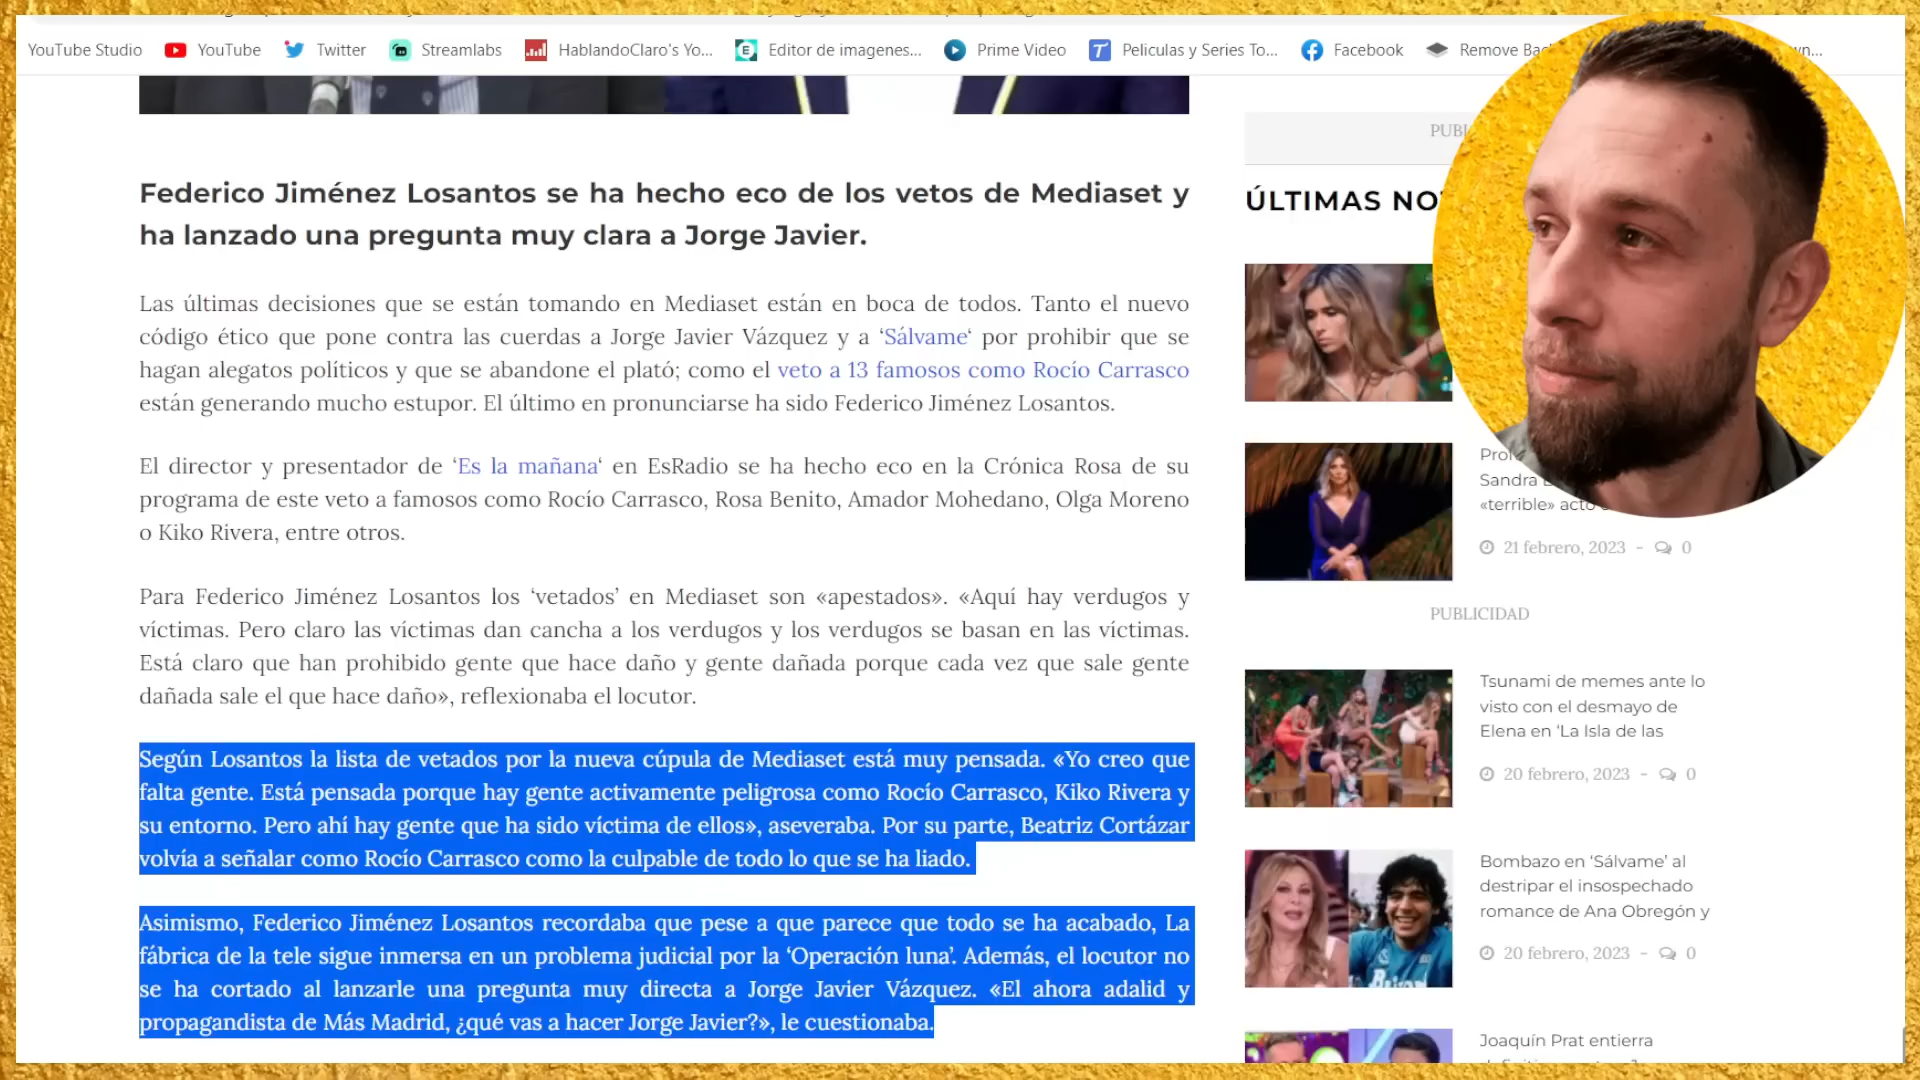 YouTube Studio YouTube Twitter Streamlabs HablandoClaro's Yo... Editor de imagenes... Prime Video Peliculas y Series To... Facebook Remove
Federico Jiménez Losantos se ha hecho eco de los vetos de Mediaset y
ha lanzado una pregunta muy clara a Jorge Javier.
Las últimas decisiones que se están tomando en Mediaset están en boca de todos. Tanto el nuevo
código ético que pone contra las cuerdas a Jorge Javier Vázquez y a ‘Sálvame‘ por prohibir que se
hagan alegatos políticos y que se abandone el plató; como el veto a 13 famosos como Rocío Carrasco
están generando mucho estupor. El último en pronunciarse ha sido Federico Jiménez Losantos.
El director y presentador de ‘Es la mañana‘ en EsRadio se ha hecho eco en la Crónica Rosa de su
programa de este veto a famosos como Rocío Carrasco, Rosa Benito, Amador Mohedano, Olga Moreno
o Kiko Rivera, entre otros.
Para Federico Jiménez Losantos los ‘vetados’ en Mediaset son «apestados». «Aquí hay verdugos y
víctimas. Pero claro las víctimas dan cancha a los verdugos y los verdugos se basan en las víctimas.
Está claro que han prohibido gente que hace daño y gente dañada porque cada vez que sale gente
dañada sale el que hace daño», reflexionaba el locutor.
Según Losantos la lista de vetados por la nueva cúpula de Mediaset está muy pensada. «Yo creo que
falta gente. Está pensada porque hay gente activamente peligrosa como Rocío Carrasco, Kiko Rivera y
su entorno. Pero ahí hay gente que ha sido víctima de ellos», aseveraba. Por su parte, Beatriz Cortázar
volvía a señalar como Rocío Carrasco como la culpable de todo lo que se ha liado.
Asimismo, Federico Jiménez Losantos recordaba que pese a que parece que todo se ha acabado, La
fábrica de la tele sigue inmersa en un problema judicial por la ‘Operación luna’. Además, el locutor no
se ha cortado al lanzarle una pregunta muy directa a Jorge Javier Vázquez. «El ahora adalid y
propagandista de Más Madrid, ¿qué vas a hacer Jorge Javier?», le cuestionaba.
ÚLTIMAS
Sandra
«terrible» acto
21 febrero, 2023 - 0
PUBLICIDAD
Tsunami de memes ante lo
visto con el desmayo de
Elena en ‘La Isla de las
20 febrero, 2023 - 0
Bombazo en ‘Sálvame’ al
destripar el insospechado
romance de Ana Obregón y
20 febrero, 2023 - 0
Joaquín Prat entierra